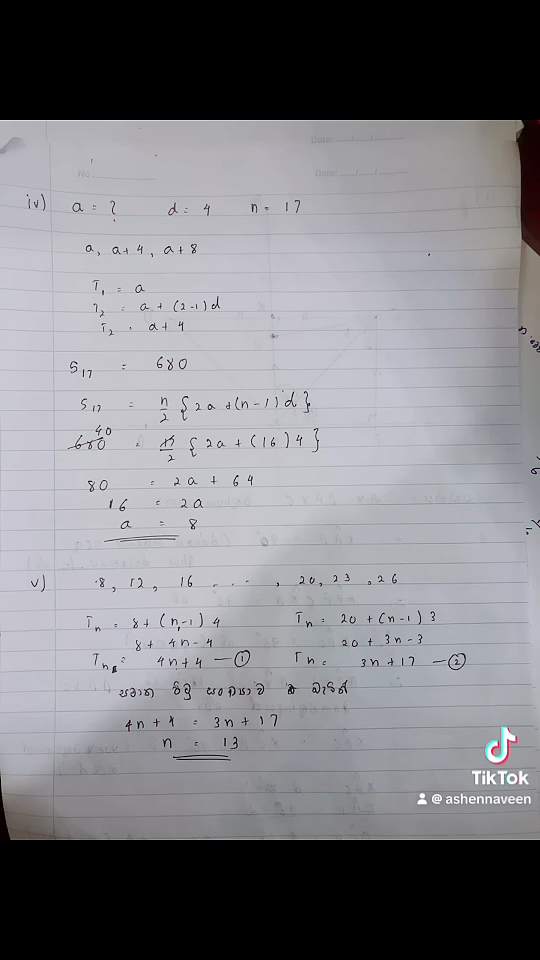 iv) a = ? d = 4 n = 17
a, a+4, a+8
T₁ = a
T₂ = a + (2-1)d
T₂ = a+4
S₁₇ = 680
S₁₇ = n/2 {2a + (n-1)d}
40
680 = 17/2 {2a + (16)4}
80 = 2a + 64
16 = 2a
a = 8
v) 8, 12, 16 ...., 20, 23, 26
Tn = 8+(n-1)4 Tn = 20+(n-1)3
8+4n-4 20+3n-3
Tn = 4n+4 —① Tn = 3n+17 —②
සමාන වූ
4n+4 = 3n+17
n = 13
TikTok
@ashennaveen